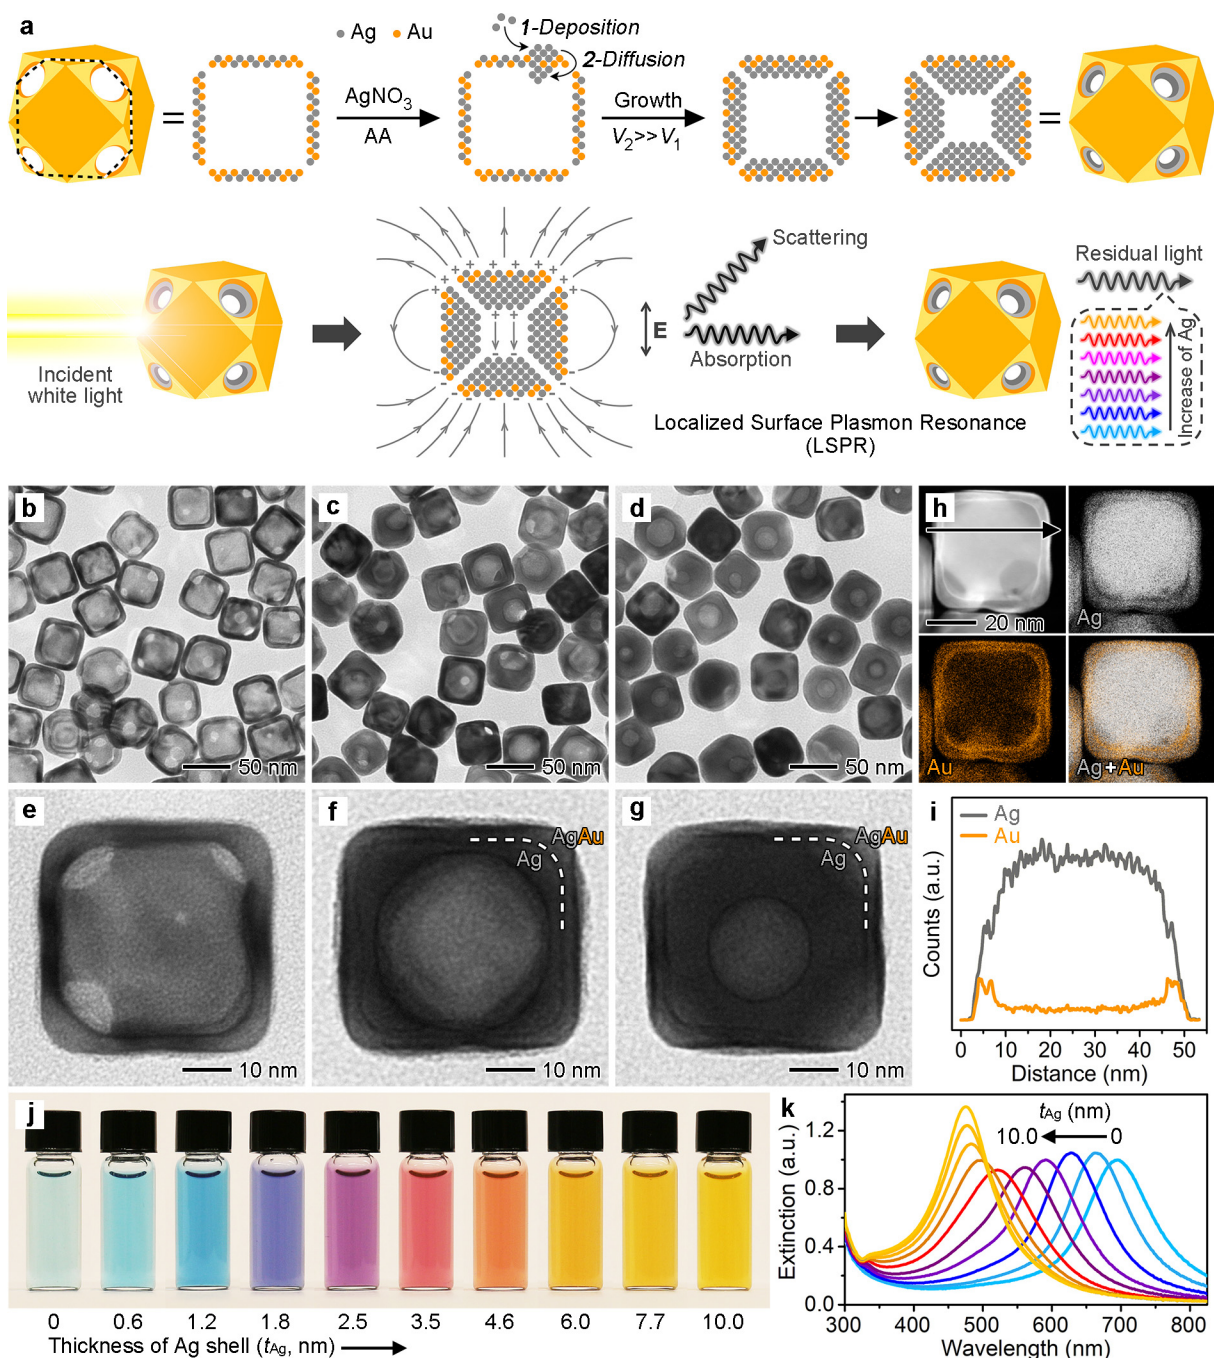 a
Ag Au
1-Deposition
2-Diffusion
=
AgNO3
AA
Growth
V2>> V1
=
Incident
white light
+ + + + + + + + + +
- - - - - - - -
E
Scattering
Absorption
Localized Surface Plasmon Resonance
(LSPR)
Residual light
Increase of Ag
b
50 nm
c
50 nm
d
50 nm
h
20 nm
Ag
Au
Ag+Au
e
10 nm
f
AgAu
Ag
10 nm
g
AgAu
Ag
10 nm
i
Ag
Au
Counts (a.u.)
0 10 20 30 40 50
Distance (nm)
j
0 0.6 1.2 1.8 2.5 3.5 4.6 6.0 7.7 10.0
Thickness of Ag shell (tAg, nm)
k
tAg (nm)
10.0 0
Extinction (a.u.)
1.2
0.8
0.4
0.0
300 400 500 600 700 800
Wavelength (nm)